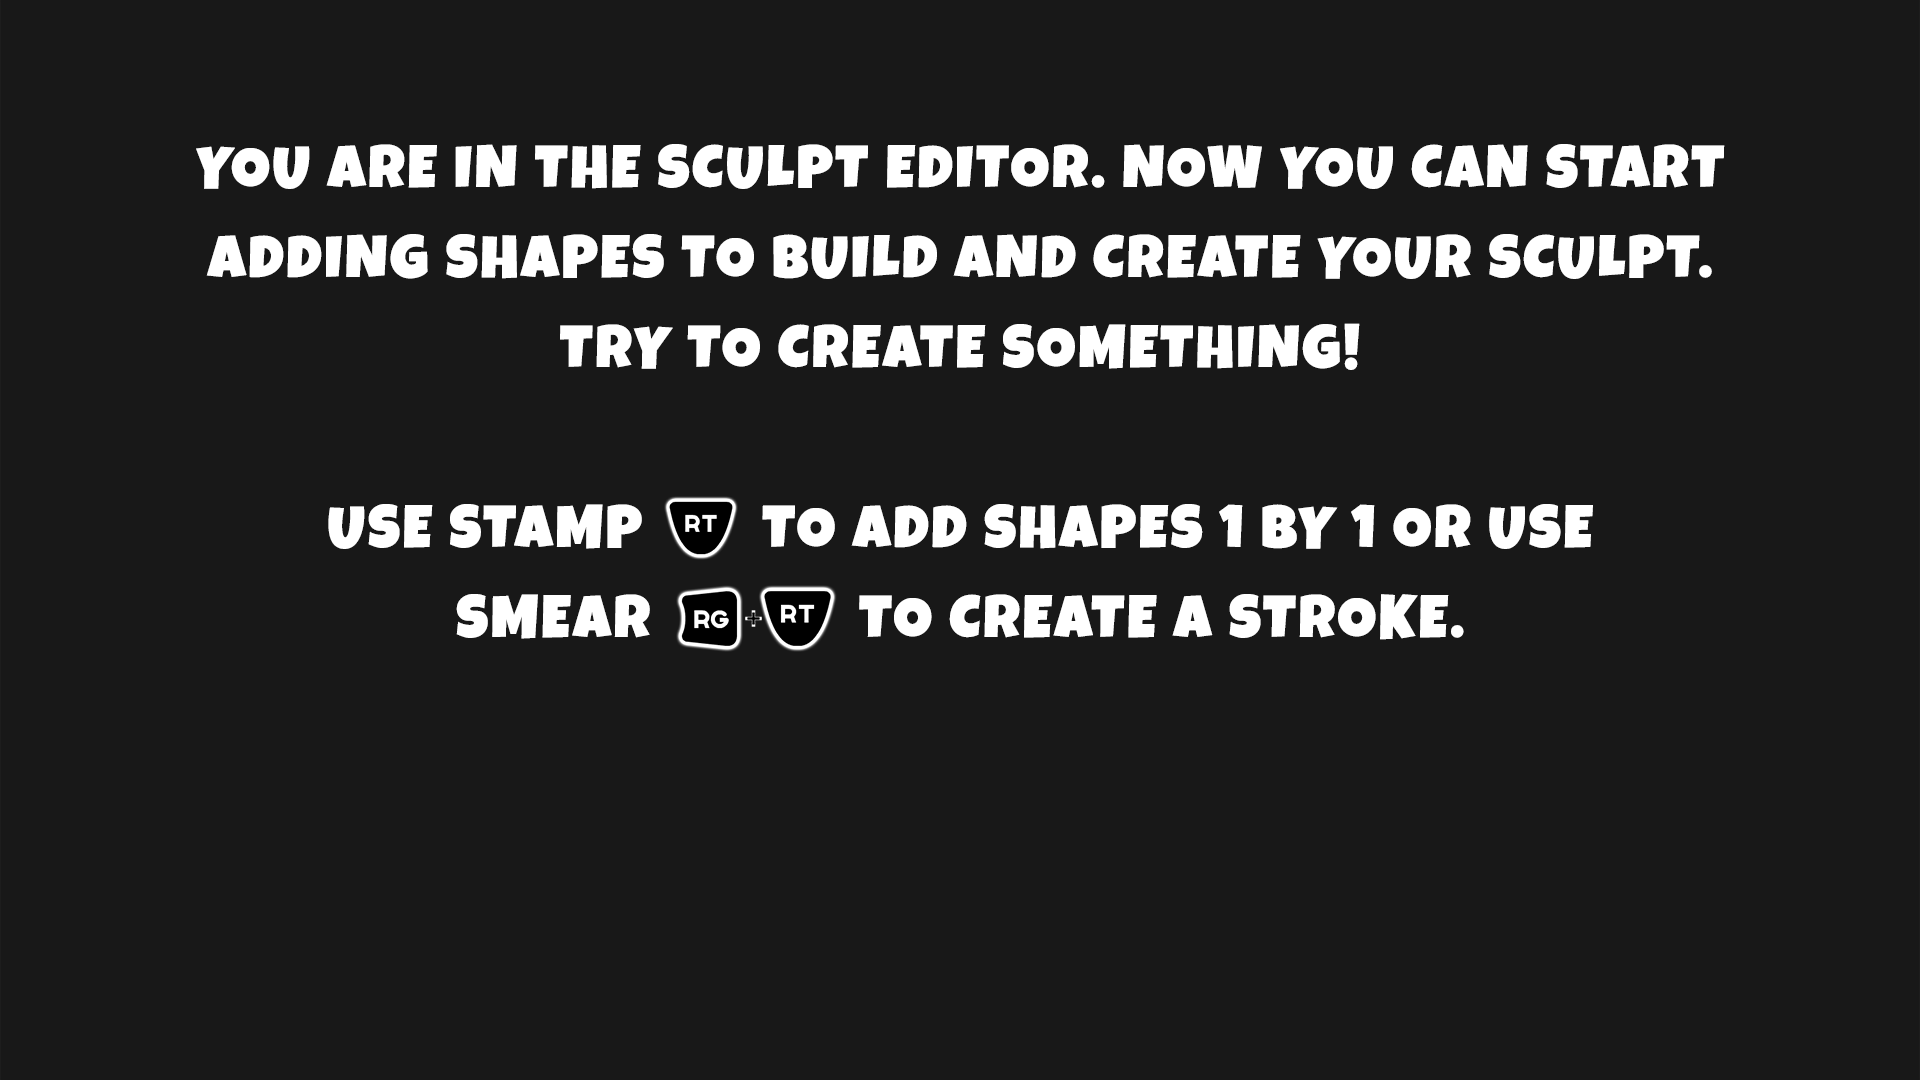 YOU ARE IN THE SCULPT EDITOR. NOW YOU CAN START
ADDING SHAPES TO BUILD AND CREATE YOUR SCULPT.
TRY TO CREATE SOMETHING!
USE STAMP RT TO ADD SHAPES 1 BY 1 OR USE
SMEAR RG+RT TO CREATE A STROKE.